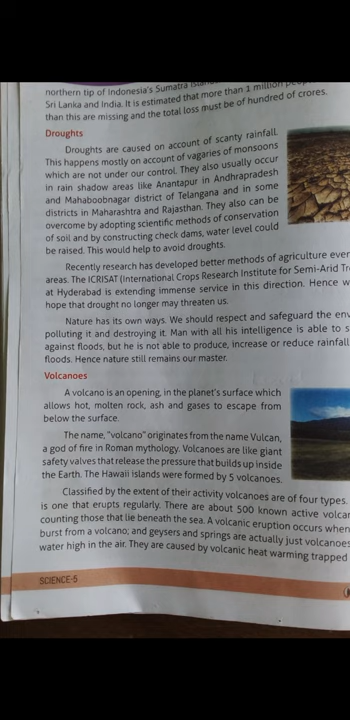 northern tip of Indonesia's Sumatra
Sri Lanka and India. It is estimated that more than 1 million
than this are missing and the total loss must be of hundred of crores.
Droughts
Droughts are caused on account of scanty rainfall.
This happens mostly on account of vagaries of monsoons
which are not under our control. They also usually occur
in rain shadow areas like Anantapur in Andhrapradesh
and Mahaboobnagar district of Telangana and in some
districts in Maharashtra and Rajasthan. They also can be
overcome by adopting scientific methods of conservation
of soil and by constructing check dams, water level could
be raised. This would help to avoid droughts.
Recently research has developed better methods of agriculture even
areas. The ICRISAT (International Crops Research Institute for Semi-Arid Tr
at Hyderabad is extending immense service in this direction. Hence w
hope that drought no longer may threaten us.
Nature has its own ways. We should respect and safeguard the env
polluting it and destroying it. Man with all his intelligence is able to s
against floods, but he is not able to produce, increase or reduce rainfall
floods. Hence nature still remains our master.
Volcanoes
A volcano is an opening, in the planet's surface which
allows hot, molten rock, ash and gases to escape from
below the surface.
The name, "volcano" originates from the name Vulcan,
a god of fire in Roman mythology. Volcanoes are like giant
safety valves that release the pressure that builds up inside
the Earth. The Hawaii islands were formed by 5 volcanoes.
Classified by the extent of their activity volcanoes are of four types.
is one that erupts regularly. There are about 500 known active volcan
counting those that lie beneath the sea. A volcanic eruption occurs when
burst from a volcano; and geysers and springs are actually just volcanoes
water high in the air. They are caused by volcanic heat warming trapped
SCIENCE-5